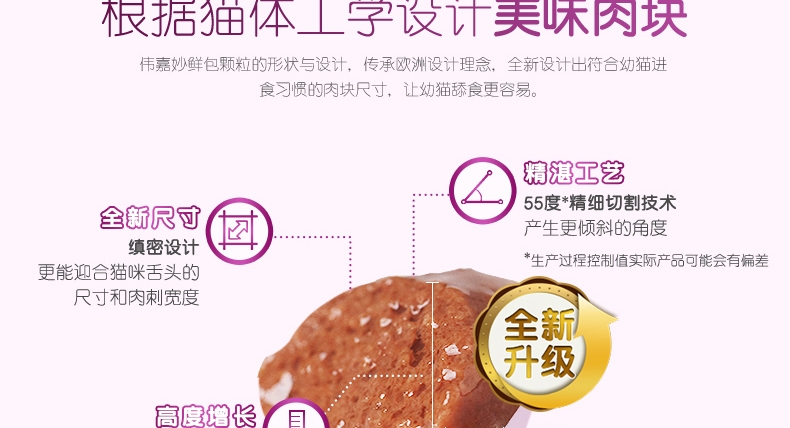 根据猫体工学设计美味肉块
伟嘉妙鲜包颗粒的形状与设计，传承欧洲设计理念，全新设计出符合幼猫进
食习惯的肉块尺寸，让幼猫舔食更容易。
精湛工艺
55度*精细切割技术
产生更倾斜的角度
*生产过程控制值实际产品可能会有偏差
全新尺寸
缜密设计
更能迎合猫咪舌头的
尺寸和肉刺宽度
全新
升级
高度增长